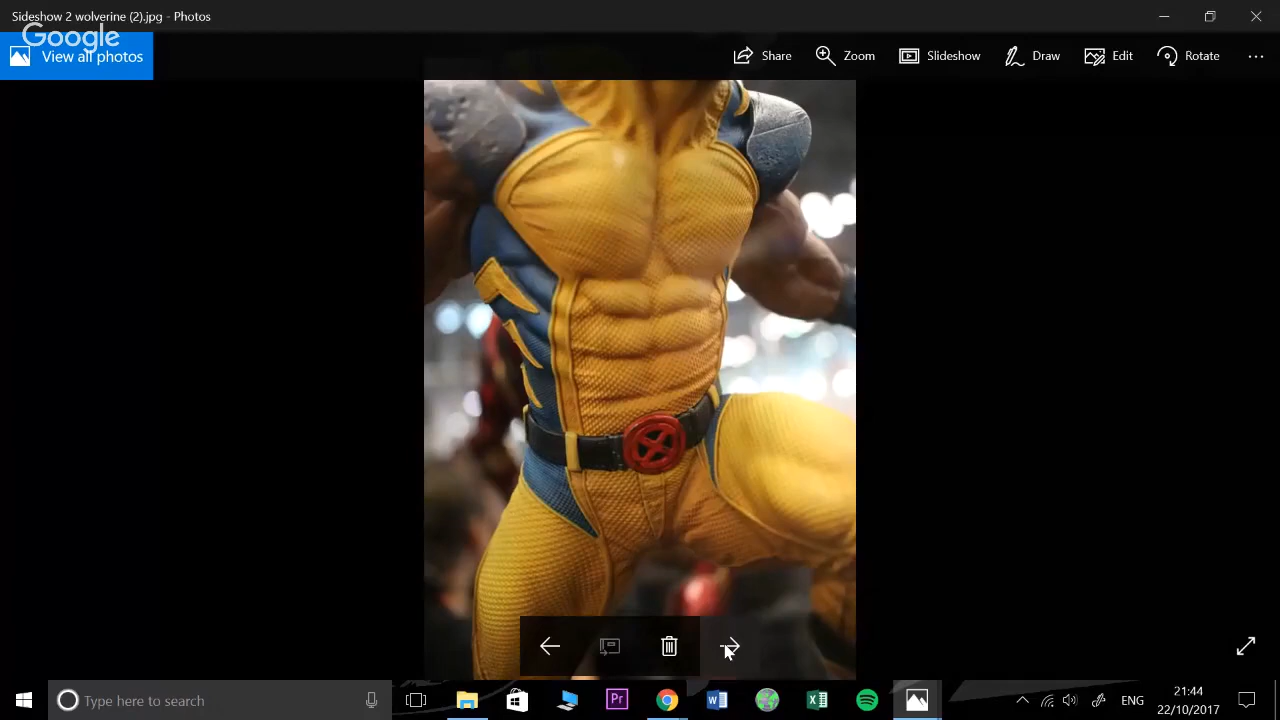 Sideshow 2 wolverine (2).jpg - Photos
Google
View all photos
Share
Zoom
Slideshow
Draw
Edit
Rotate
Type here to search
ENG
21:44
22/10/2017